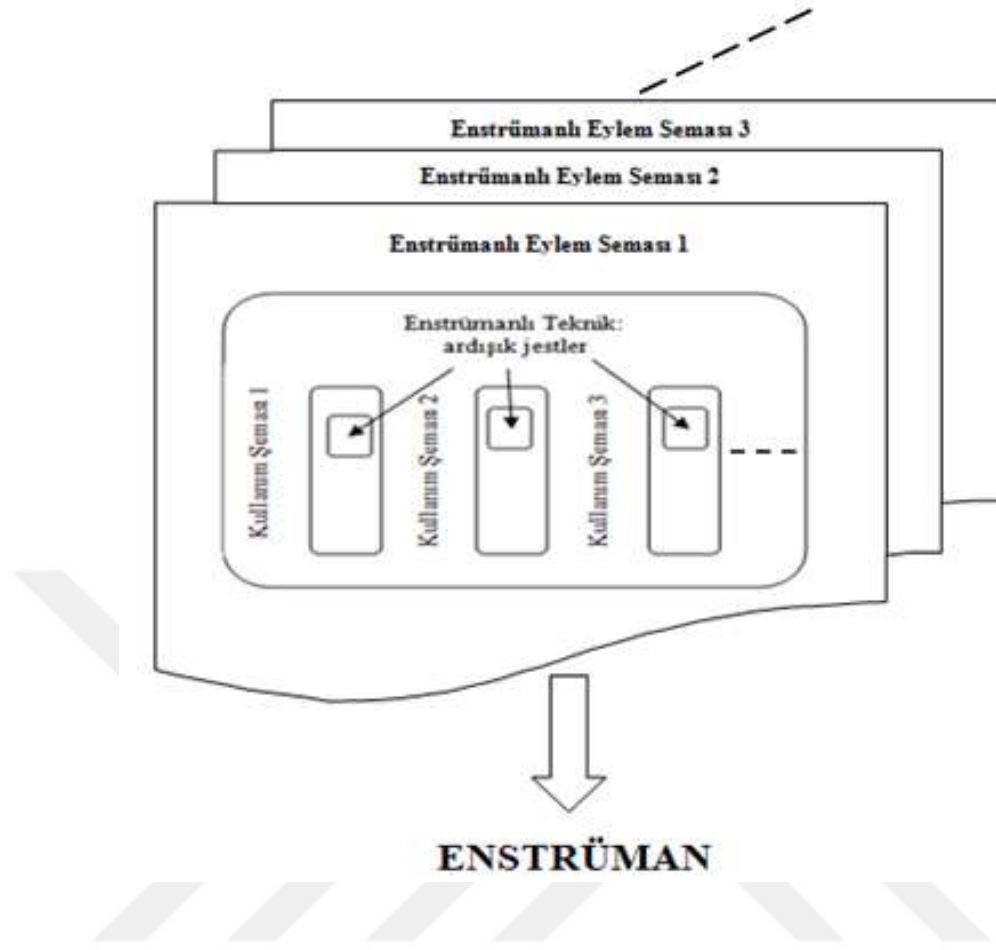 Enstrümanlı Eylem Seması 3
Enstrümanlı Eylem Seması 2
Enstrümanlı Eylem Seması 1
Enstrümanlı Teknik:
ardışık jestler
Kullanım Şeması 1
Kullanım Şeması 2
Kullanım Şeması 3
ENSTRÜMAN